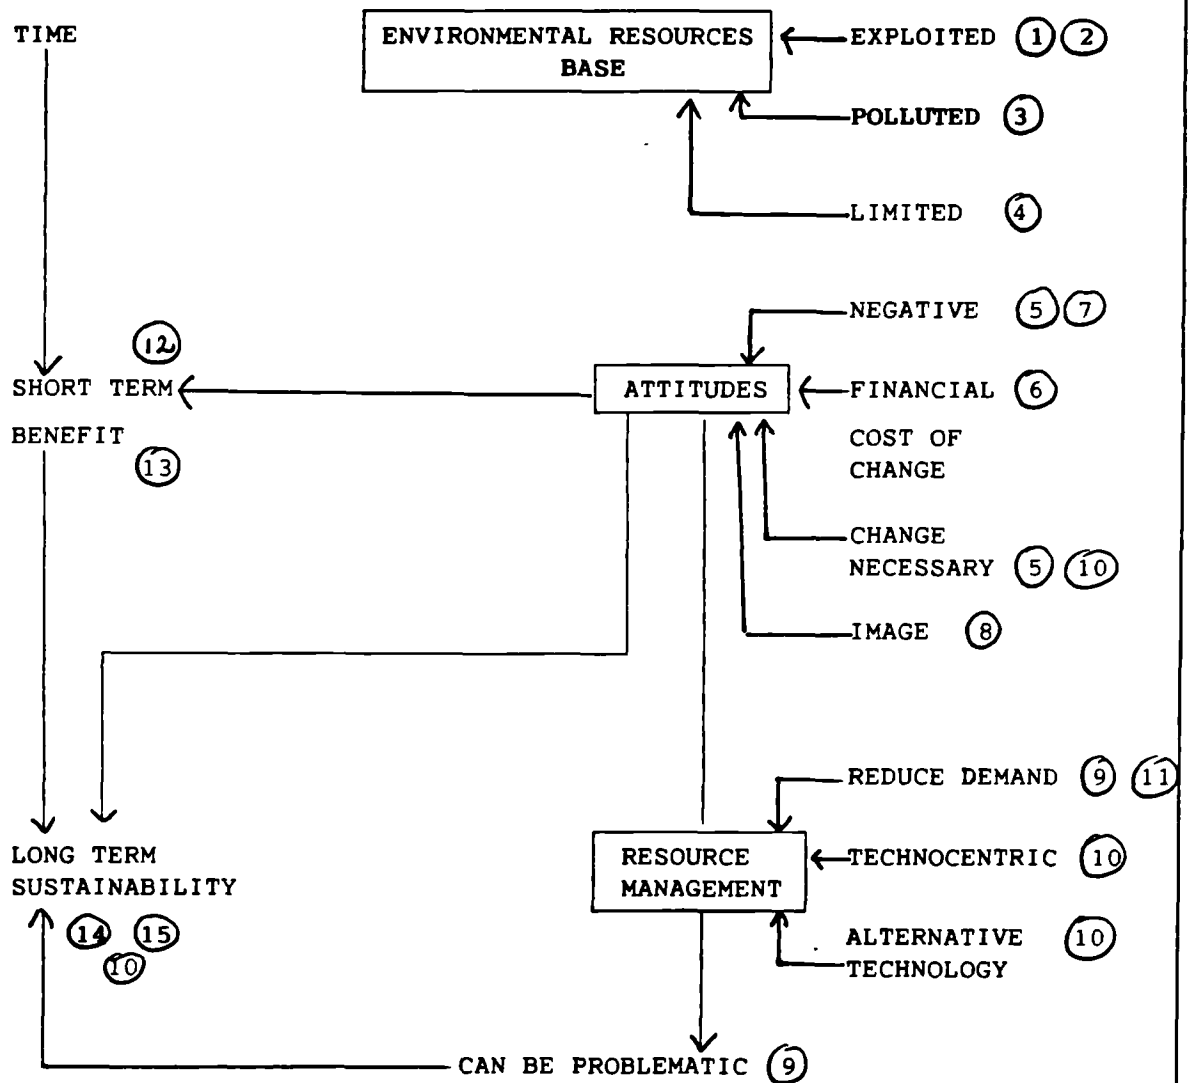 TIME
ENVIRONMENTAL RESOURCES
BASE
EXPLOITED 1 2
POLLUTED 3
LIMITED 4
NEGATIVE 5 7
12
SHORT TERM
BENEFIT
13
ATTITUDES
FINANCIAL 6
COST OF
CHANGE
CHANGE
NECESSARY 5 10
IMAGE 8
REDUCE DEMAND 9 11
LONG TERM
SUSTAINABILITY
14 15
10
RESOURCE
MANAGEMENT
TECHNOCENTRIC 10
ALTERNATIVE 10
TECHNOLOGY
CAN BE PROBLEMATIC 9